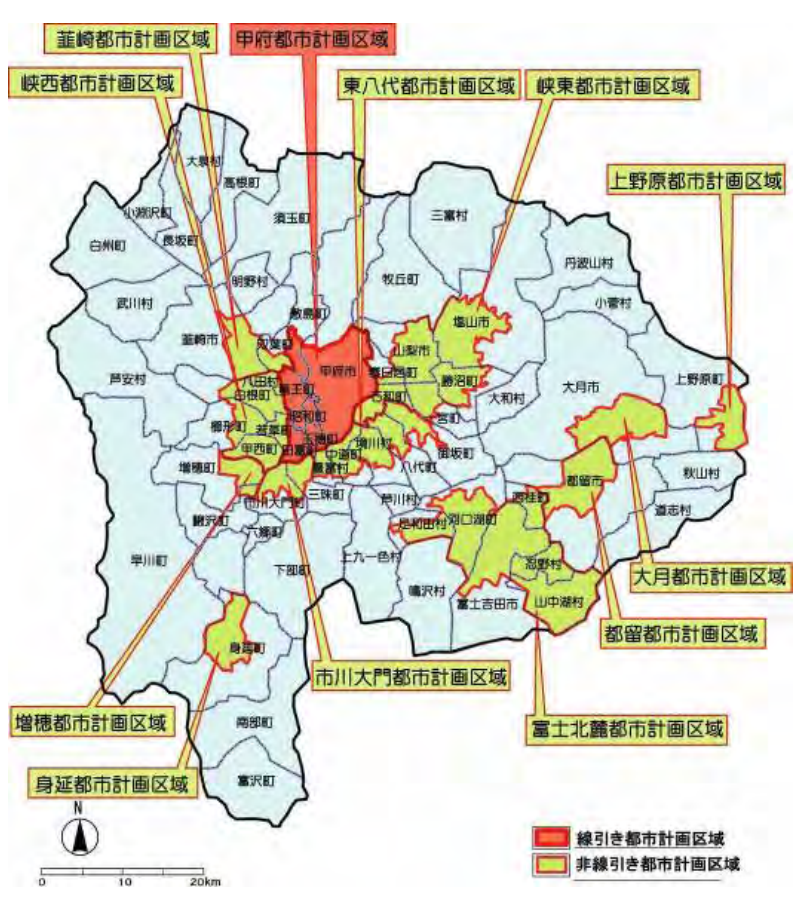 韮崎都市計画区域
甲府都市計画区域
峡西都市計画区域
東八代都市計画区域
峡東都市計画区域
上野原都市計画区域
大泉村
高根町
小淵沢町
須玉町
三富村
長坂町
白州町
丹波山村
明野村
牧丘町
武川村
小菅村
敷島町
塩山市
韮崎市
双葉町
山梨市
甲府市
春日居町
芦安村
八田村
勝沼町
上野原町
大月市
白根町
竜王町
石和町
大和村
昭和町
宮町
櫛形町
若草町
玉穂町
境川村
甲西町
田富町
中道町
御坂町
増穂町
豊富村
八代町
秋山村
都留市
市川大門町
三珠町
芦川村
西桂町
道志村
鰍沢町
足和田村
河口湖町
六郷町
早川町
上九一色村
忍野村
下部町
鳴沢村
大月都市計画区域
富士吉田市
山中湖村
都留都市計画区域
身延町
市川大門都市計画区域
増穂都市計画区域
南部町
富士北麓都市計画区域
身延都市計画区域
富沢町
N
線引き都市計画区域
非線引き都市計画区域
0 10 20km